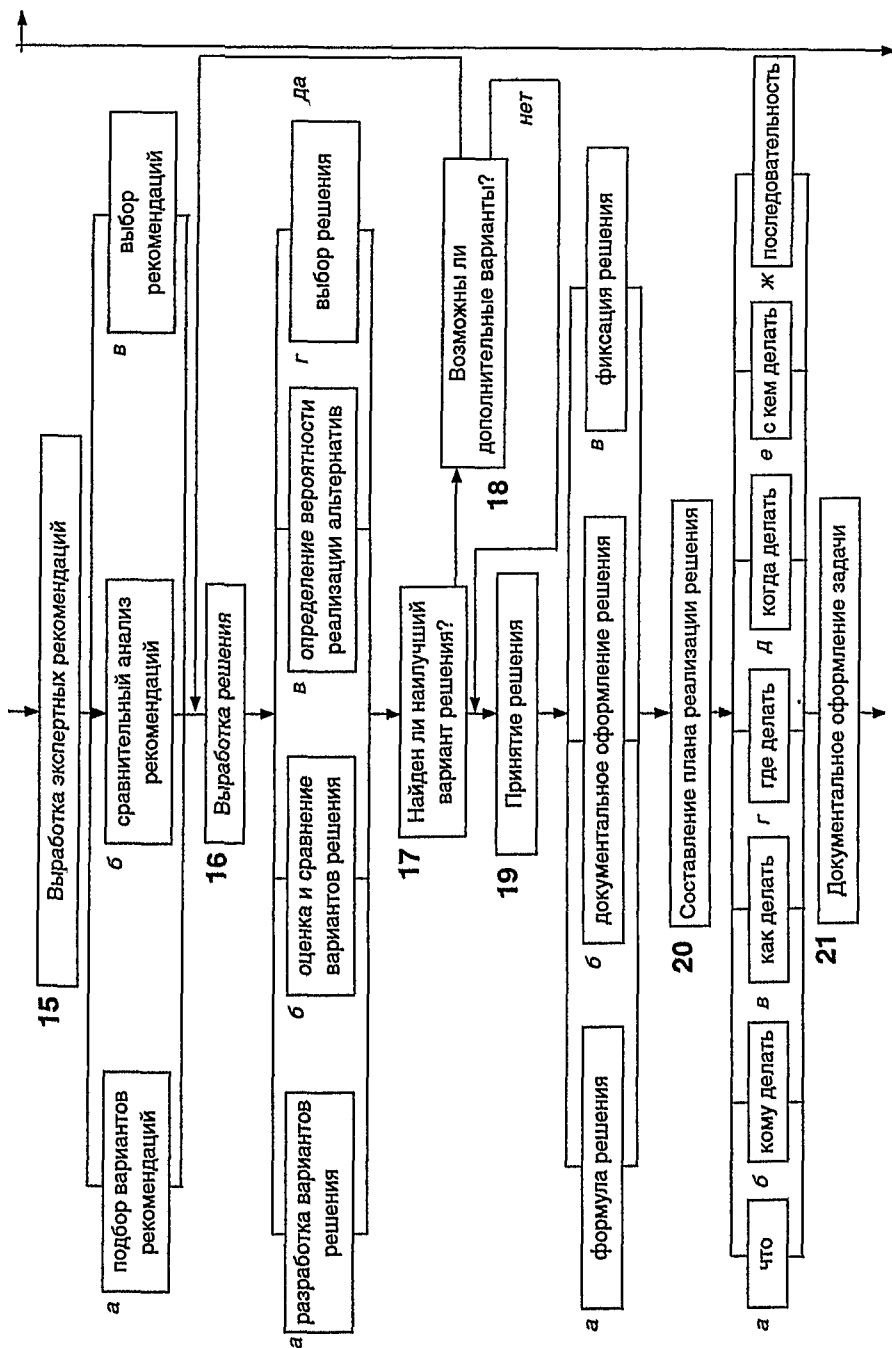 15
Выработка экспертных рекомендаций
а
подбор вариантов
рекомендаций
б
сравнительный анализ
рекомендаций
в
выбор
рекомендаций
16
Выработка решения
а
разработка вариантов
решения
б
оценка и сравнение
вариантов решения
в
определение вероятности
реализации альтернатив
г
выбор решения
да
17
Найден ли наилучший
вариант решения?
18
Возможны ли
дополнительные варианты?
нет
19
Принятие решения
а
формула решения
б
документальное оформление решения
в
фиксация решения
20
Составление плана реализации решения
а
что
б
кому делать
в
как делать
г
где делать
д
когда делать
е
с кем делать
ж
последовательность
21
Документальное оформление задачи